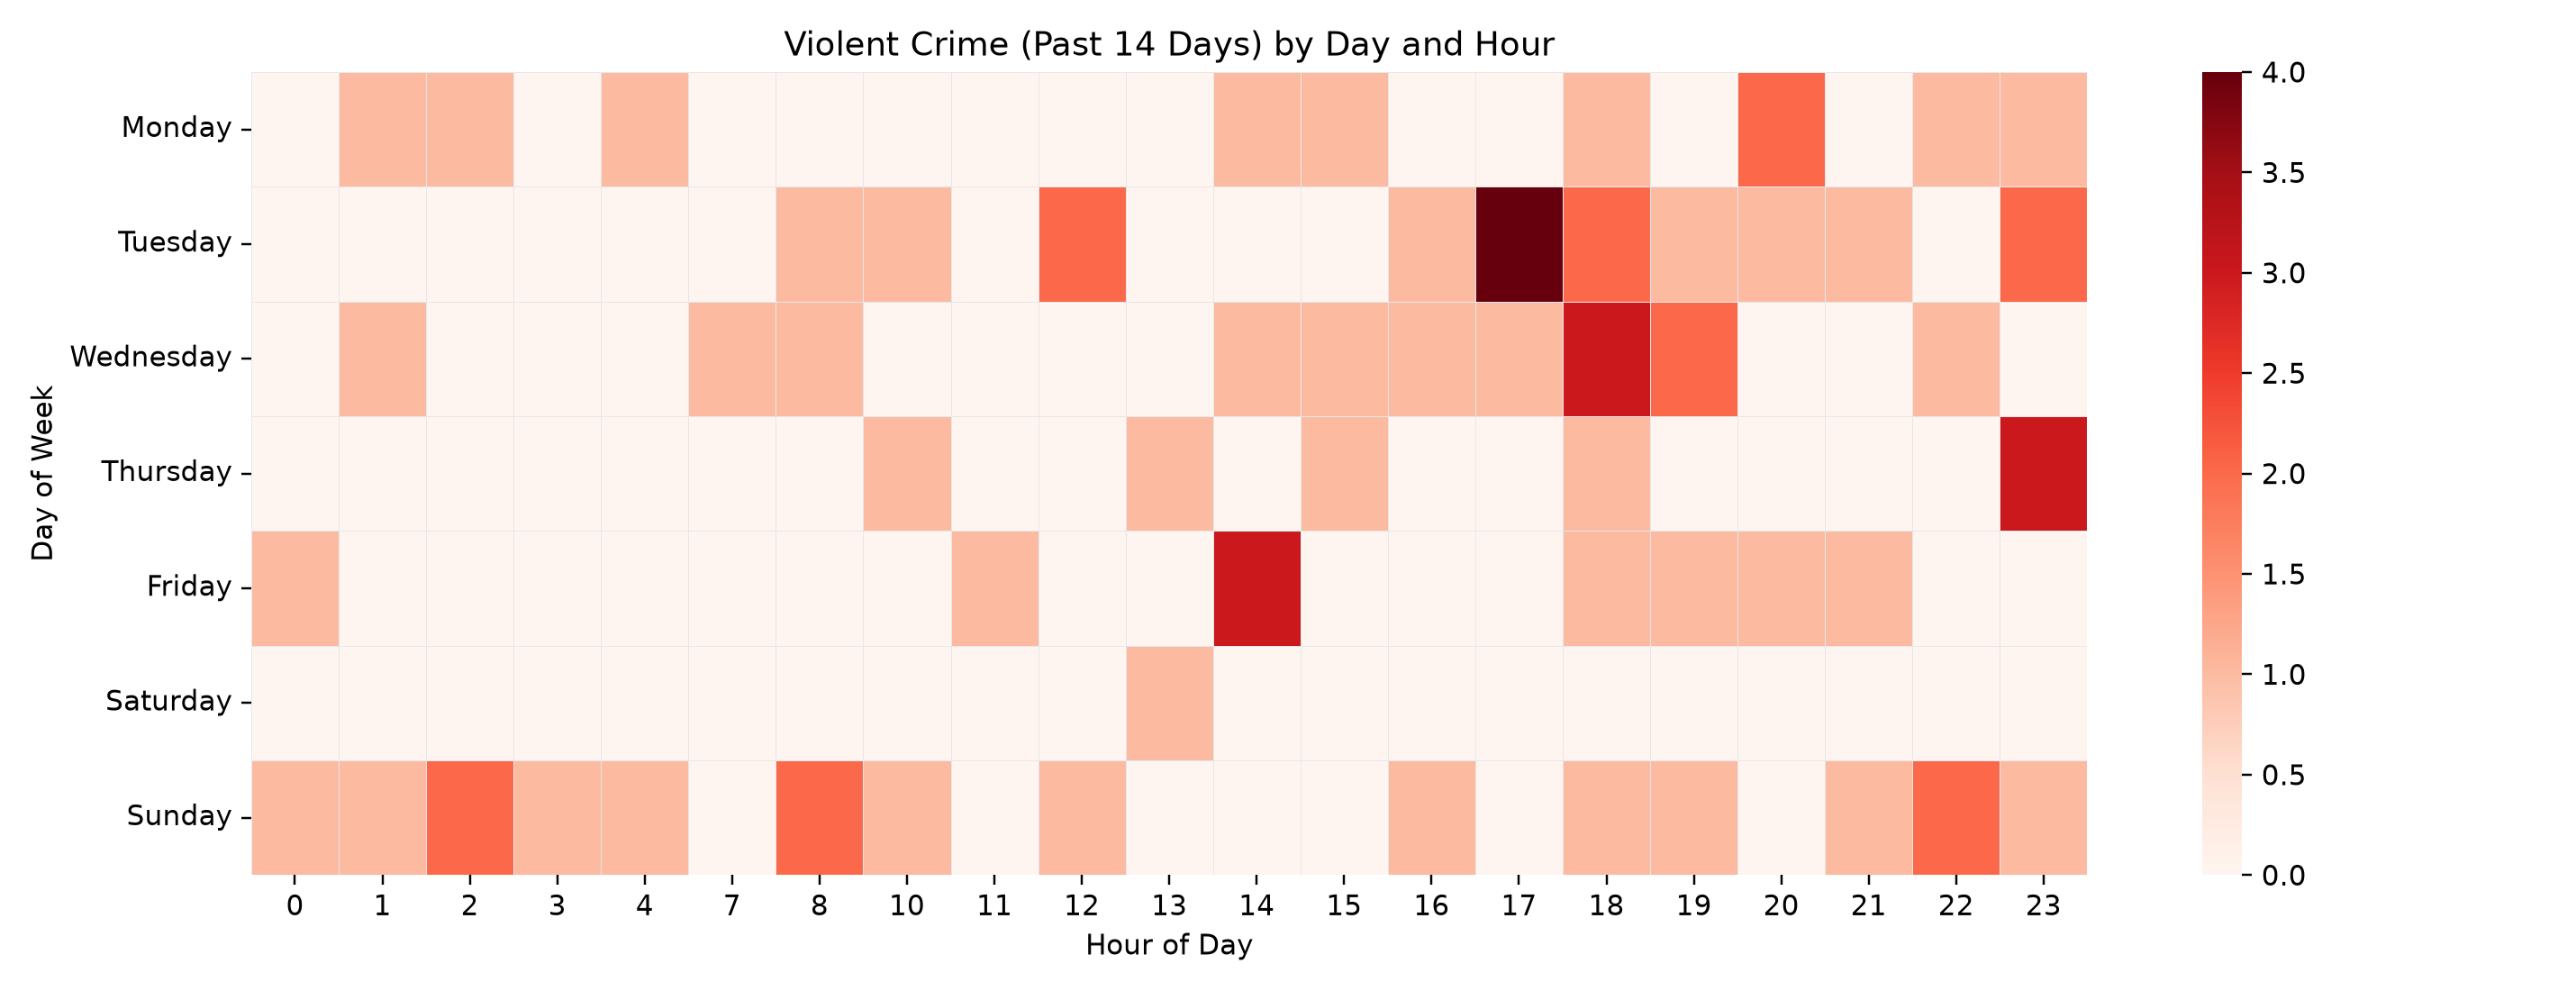 Violent Crime (Past 14 Days) by Day and Hour
Day of Week
Monday
Tuesday
Wednesday
Thursday
Friday
Saturday
Sunday
0 1 2 3 4 7 8 10 11 12 13 14 15 16 17 18 19 20 21 22 23
Hour of Day
4.0
3.5
3.0
2.5
2.0
1.5
1.0
0.5
0.0